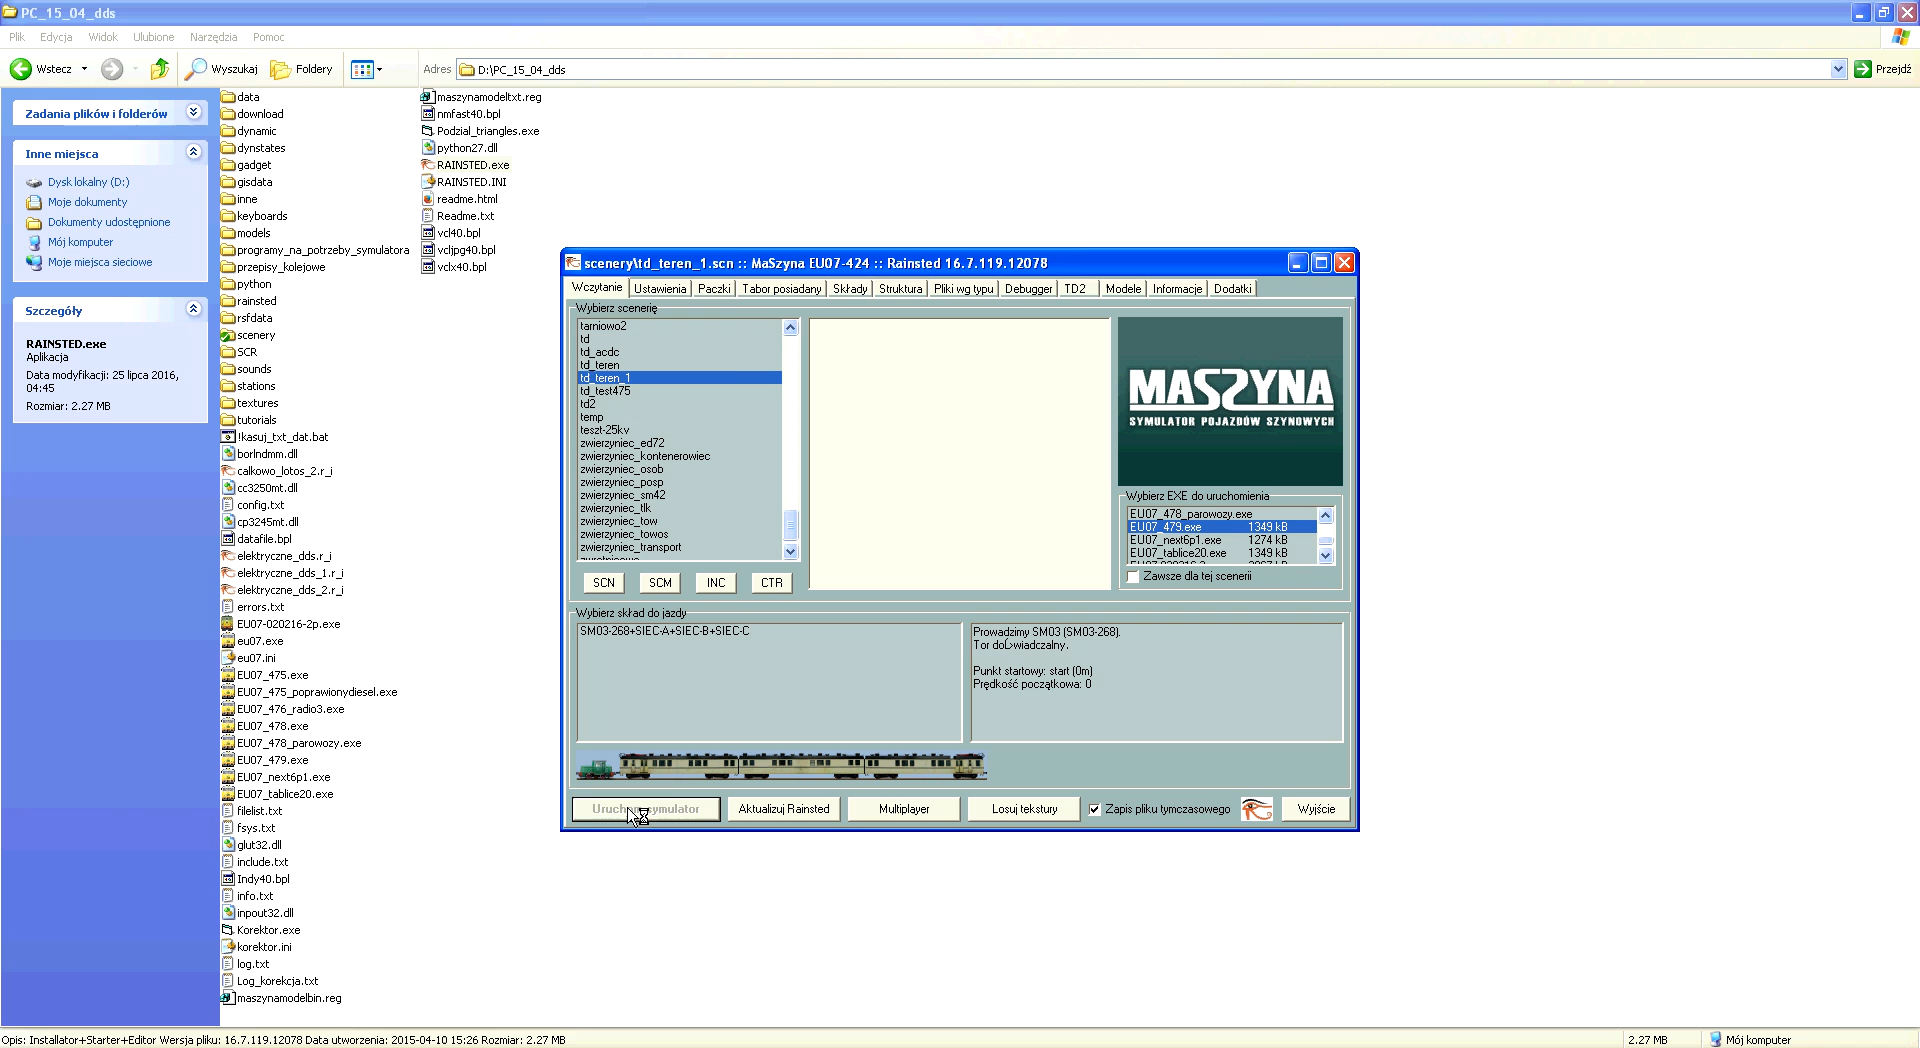 PC_15_04_dds
Plik Edycja Widok Ulubione Narzędzia Pomoc
Wstecz Wyszukaj Foldery Adres D:\PC_15_04_dds Przejdź
Zadania plików i folderów
Inne miejsca
Dysk lokalny (D:)
Moje dokumenty
Dokumenty udostępnione
Mój komputer
Moje miejsca sieciowe
Szczegóły
RAINSTED.exe
Aplikacja
Data modyfikacji: 25 lipca 2016,
04:45
Rozmiar: 2.27 MB
data
download
dynamic
dynstates
gadget
gisdata
inne
keyboards
models
programy_na_potrzeby_symulatora
przepisy_kolejowe
python
rainsted
rsfdata
scenery
SCR
sounds
stations
textures
tutorials
!kasuj_txt_dat.bat
borlndmm.dll
calkowo_lotos_2.r_i
cc3250mt.dll
config.txt
cp3245mt.dll
datafile.bpl
elektryczne_dds.r_i
elektryczne_dds_1.r_i
elektryczne_dds_2.r_i
errors.txt
EU07-020216-2p.exe
eu07.exe
eu07.ini
EU07_475.exe
EU07_475_poprawionydiesel.exe
EU07_476_radio3.exe
EU07_478.exe
EU07_478_parowozy.exe
EU07_479.exe
EU07_next6p1.exe
EU07_tablice20.exe
filelist.txt
fsys.txt
glut32.dll
include.txt
Indy40.bpl
info.txt
inpout32.dll
Korektor.exe
korektor.ini
log.txt
Log_korekcja.txt
maszynamodelbin.reg
maszynamodeltxt.reg
nmfast40.bpl
Podzial_triangles.exe
python27.dll
RAINSTED.exe
RAINSTED.INI
readme.html
Readme.txt
vcl40.bpl
vcljpg40.bpl
vclx40.bpl
scenery\td_teren_1.scn :: MaSzyna EU07-424 :: Rainsted 16.7.119.12078
Wczytanie Ustawienia Paczki Tabor posiadany Składy Struktura Pliki wg typu Debugger TD2 Modele Informacje Dodatki
Wybierz scenerię
tarniowo2
td
td_acdc
td_teren
td_teren_1
td_test475
td2
temp
teszt-25kv
zwierzyniec_ed72
zwierzyniec_kontenerowiec
zwierzyniec_osob
zwierzyniec_posp
zwierzyniec_sm42
zwierzyniec_tlk
zwierzyniec_tow
zwierzyniec_towos
zwierzyniec_transport
SCN SCM INC CTR
MASZYNA
SYMULATOR POJAZDÓW SZYNOWYCH
Wybierz EXE do uruchomienia
EU07_478_parowozy.exe
EU07_479.exe 1349 kB
EU07_next6p1.exe 1274 kB
EU07_tablice20.exe 1349 kB
Zawsze dla tej scenerii
Wybierz skład do jazdy
SM03-268+SIEC-A+SIEC-B+SIEC-C
Prowadzimy SM03 (SM03-268).
Punkt startowy: start (0m)
Prędkość początkowa: 0
Aktualizuj Rainsted Multiplayer Losuj tekstury Zapis pliku tymczasowego Wyjście
Opis: Installator+Starter+Editor Wersja pliku: 16.7.119.12078 Data utworzenia: 2015-04-10 15:26 Rozmiar: 2.27 MB 2.27 MB Mój komputer